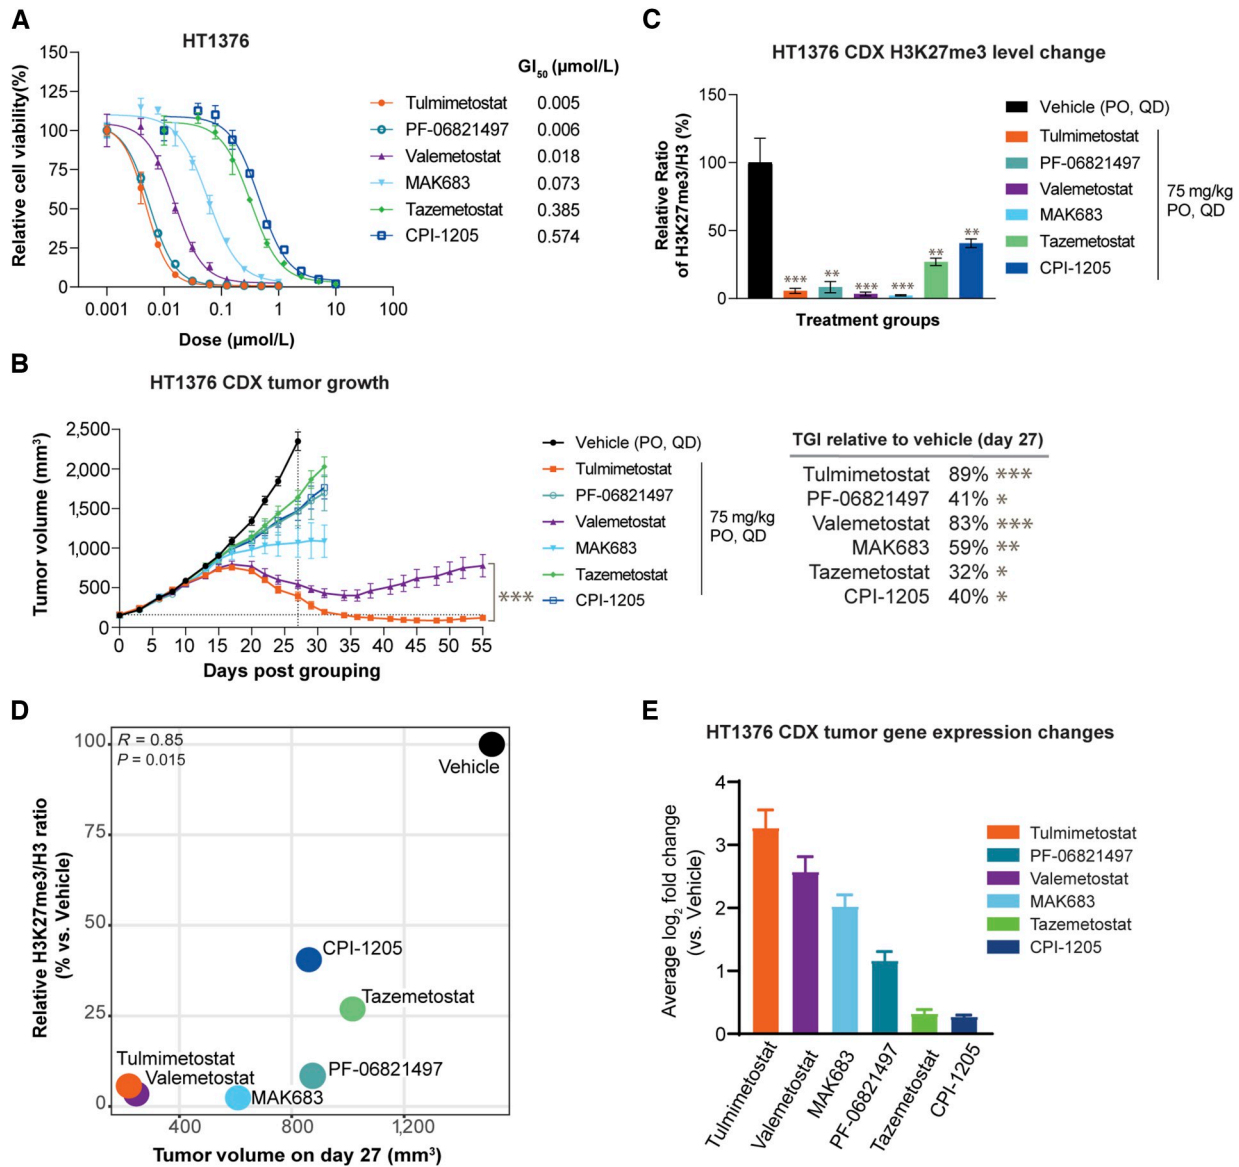 A
HT1376
Relative cell viability(%)
150
125
100
75
50
25
0
0.001 0.01 0.1 1 10 100
Dose (µmol/L)
GI50 (µmol/L)
Tulmimetostat 0.005
PF-06821497 0.006
Valemetostat 0.018
MAK683 0.073
Tazemetostat 0.385
CPI-1205 0.574
C
HT1376 CDX H3K27me3 level change
Relative Ratio
of H3K27me3/H3 (%)
150
100
50
0
*** ** *** *** ** **
Treatment groups
Vehicle (PO, QD)
Tulmimetostat
PF-06821497
Valemetostat
MAK683
Tazemetostat
CPI-1205
75 mg/kg
PO, QD
B
HT1376 CDX tumor growth
Tumor volume (mm³)
2,500
2,000
1,500
1,000
500
0
0 5 10 15 20 25 30 35 40 45 50 55
Days post grouping
***
Vehicle (PO, QD)
Tulmimetostat
PF-06821497
Valemetostat
MAK683
Tazemetostat
CPI-1205
75 mg/kg
PO, QD
TGI relative to vehicle (day 27)
Tulmimetostat 89% ***
PF-06821497 41% *
Valemetostat 83% ***
MAK683 59% **
Tazemetostat 32% *
CPI-1205 40% *
D
R = 0.85
P = 0.015
Relative H3K27me3/H3 ratio
(% vs. Vehicle)
100
75
50
25
0
Vehicle
CPI-1205
Tazemetostat
PF-06821497
Tulmimetostat
Valemetostat
MAK683
400 800 1,200
Tumor volume on day 27 (mm³)
E
HT1376 CDX tumor gene expression changes
Average log2 fold change
(vs. Vehicle)
4
3
2
1
0
Tulmimetostat
Valemetostat
MAK683
PF-06821497
Tazemetostat
CPI-1205
Tulmimetostat
PF-06821497
Valemetostat
MAK683
Tazemetostat
CPI-1205